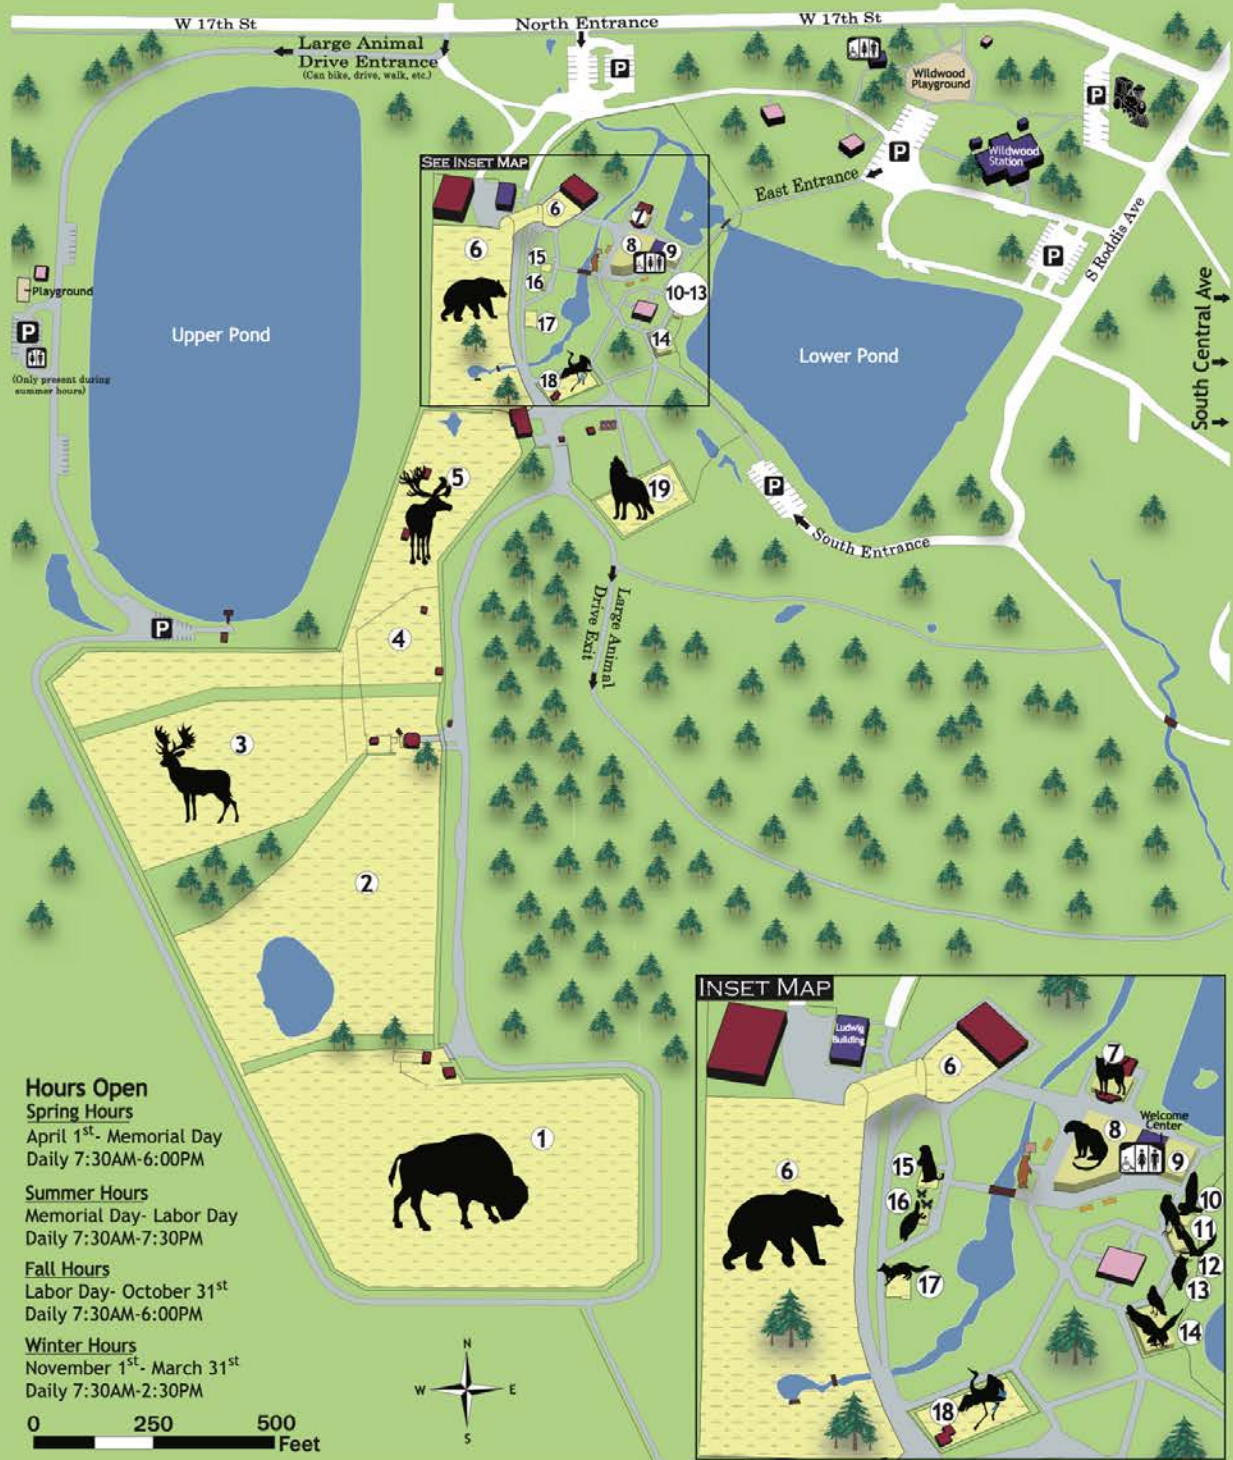 W 17th St
North Entrance
W 17th St
Large Animal
Drive Entrance
(Can bike, drive, walk, etc.)
P
Wildwood
Playground
P
P
Wildwood
Station
SEE INSET MAP
East Entrance
S Roddis Ave
P
South Central Ave
6
7
6
8
9
15
16
10-13
17
14
18
Playground
P
(Only present during
summer hours)
Upper Pond
Lower Pond
5
19
P
South Entrance
Large Animal
Drive Exit
P
4
3
2
1
Hours Open
Spring Hours
April 1st- Memorial Day
Daily 7:30AM-6:00PM
Summer Hours
Memorial Day- Labor Day
Daily 7:30AM-7:30PM
Fall Hours
Labor Day- October 31st
Daily 7:30AM-6:00PM
Winter Hours
November 1st- March 31st
Daily 7:30AM-2:30PM
0 250 500
Feet
N
W E
S
INSET MAP
Ludwig
Building
6
7
Welcome
Center
8
9
6
15
16
10
11
12
13
17
14
18